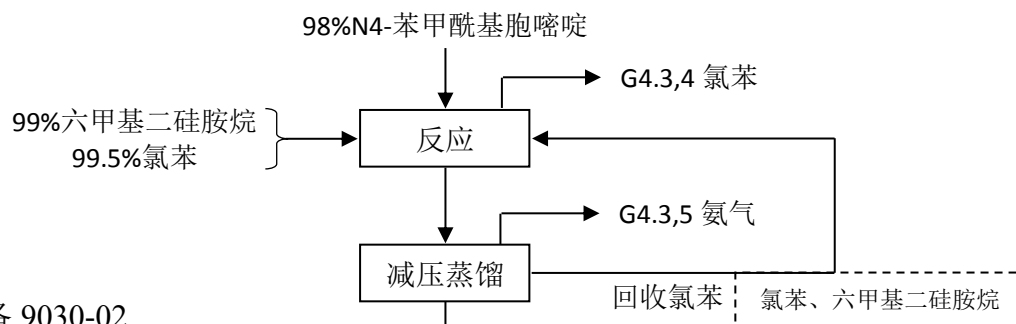 98%N4-苯甲酰基胞嘧啶
G4.3,4 氯苯
99%六甲基二硅胺烷
99.5%氯苯
反应
G4.3,5 氨气
减压蒸馏
回收氯苯
氯苯、六甲基二硅胺烷
9030-02